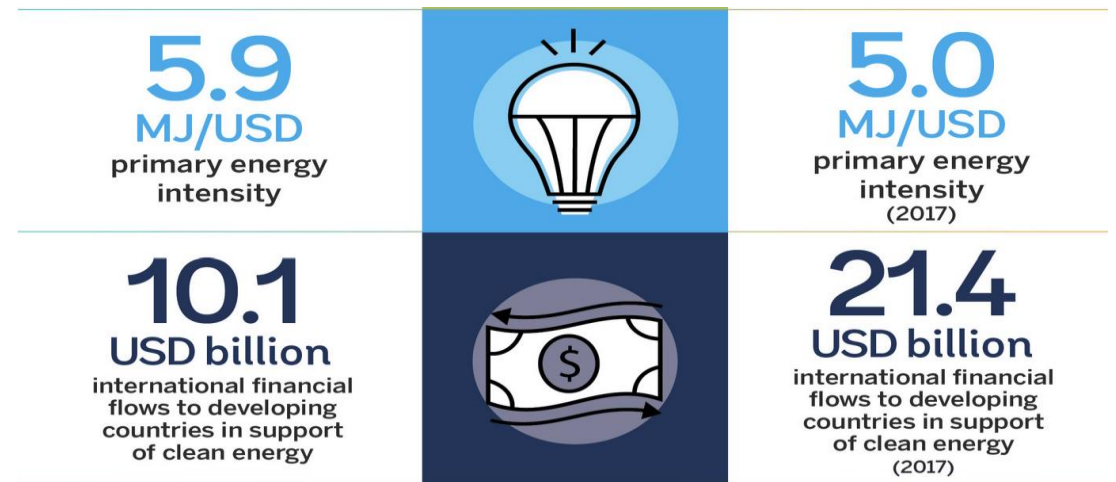 5.9
MJ/USD
primary energy
intensity
5.0
MJ/USD
primary energy
intensity
(2017)
10.1
USD billion
international financial
flows to developing
countries in support
of clean energy
$
21.4
USD billion
international financial
flows to developing
countries in support
of clean energy
(2017)